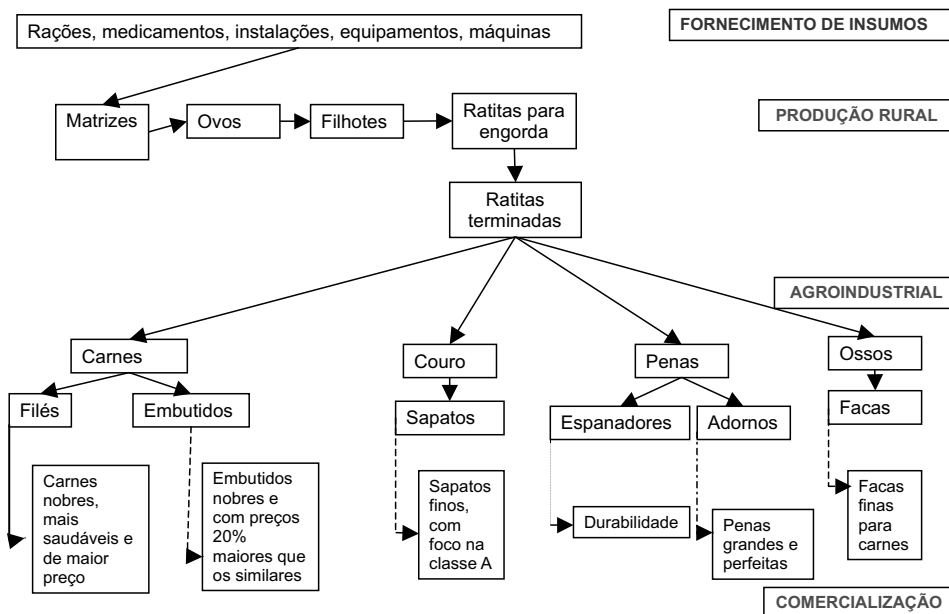 Rações, medicamentos, instalações, equipamentos, máquinas
FORNECIMENTO DE INSUMOS
Matrizes
Ovos
Filhotes
Ratitas para
engorda
PRODUÇÃO RURAL
Ratitas
terminadas
AGROINDUSTRIAL
Carnes
Couro
Penas
Ossos
Filés
Embutidos
Sapatos
Espanadores
Adornos
Facas
Carnes
nobres,
mais
saudáveis e
de maior
preço
Embutidos
nobres e
com preços
20%
maiores que
os similares
Sapatos
finos,
com
foco na
classe A
Durabilidade
Penas
grandes e
perfeitas
Facas
finas
para
carnes
COMERCIALIZAÇÃO